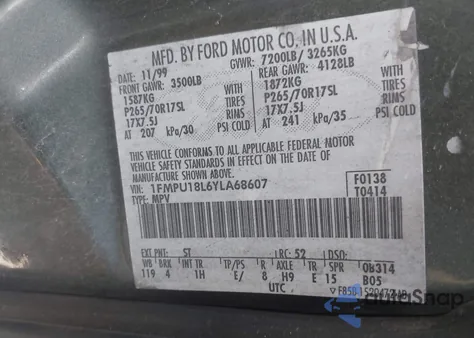 MFD. BY FORD MOTOR CO, IN U.S.A.
DATE: 11/99 GVWR: 7200LB/ 3265KG
FRONT GAWR: 3500LB REAR GAWR: 4128LB
1587KG 1872KG
P265/70R17SL TIRES P265/70R17SL TIRES
17X7.5J RIMS 17X7.5J RIMS
AT 207 kPa/30 PSI COLD AT 241 kPa/35 PSI COLD
THIS VEHICLE CONFORMS TO ALL APPLICABLE FEDERAL MOTOR
VEHICLE SAFETY STANDARDS IN EFFECT ON THE DATE OF
MANUFACTURE SHOWN ABOVE.
VIN: 1FMPU18L6YLA68607 F0138
TYPE: MPV T0414
EXT PNT: ST RC: 52 DSO:
WB BRK INT TR TP/PS R AXLE TR SPR 0B314
119 4 1H E/ 8 H9 E 15 B05
UTC
autoSnap